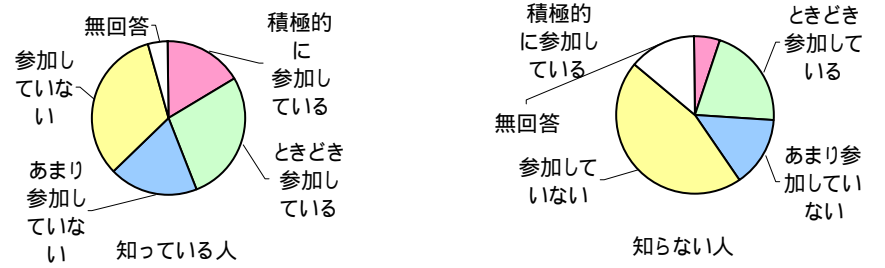 無回答
積極的
に
参加し
ている
ときどき
参加し
ている
あまり
参加し
ていな
い
参加し
ていな
い
知っている人
積極的
に参加し
ている
ときどき
参加して
いる
あまり参
加してい
ない
参加して
いない
無回答
知らない人